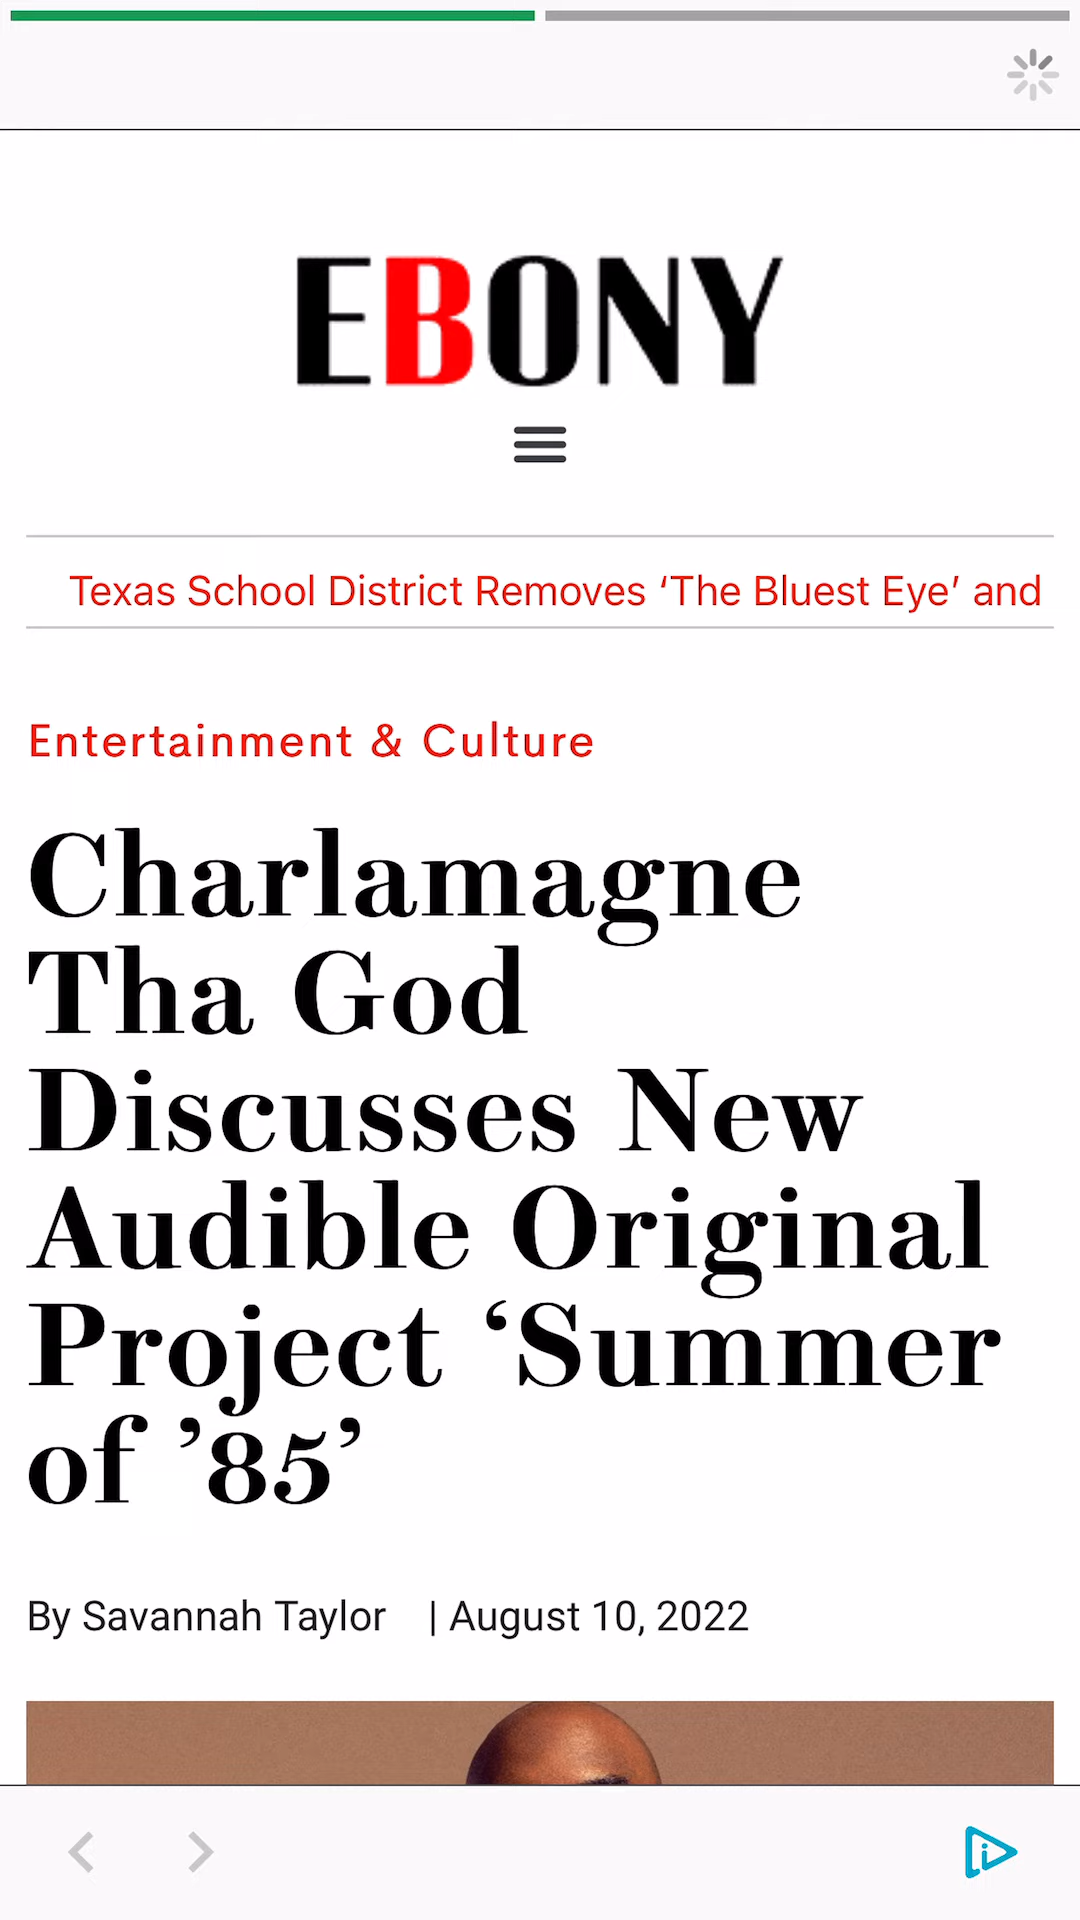 EBONY
Texas School District Removes ‘The Bluest Eye’ and
Entertainment & Culture
Charlamagne
Tha God
Discusses New
Audible Original
Project ‘Summer
of ’85’
By Savannah Taylor | August 10, 2022